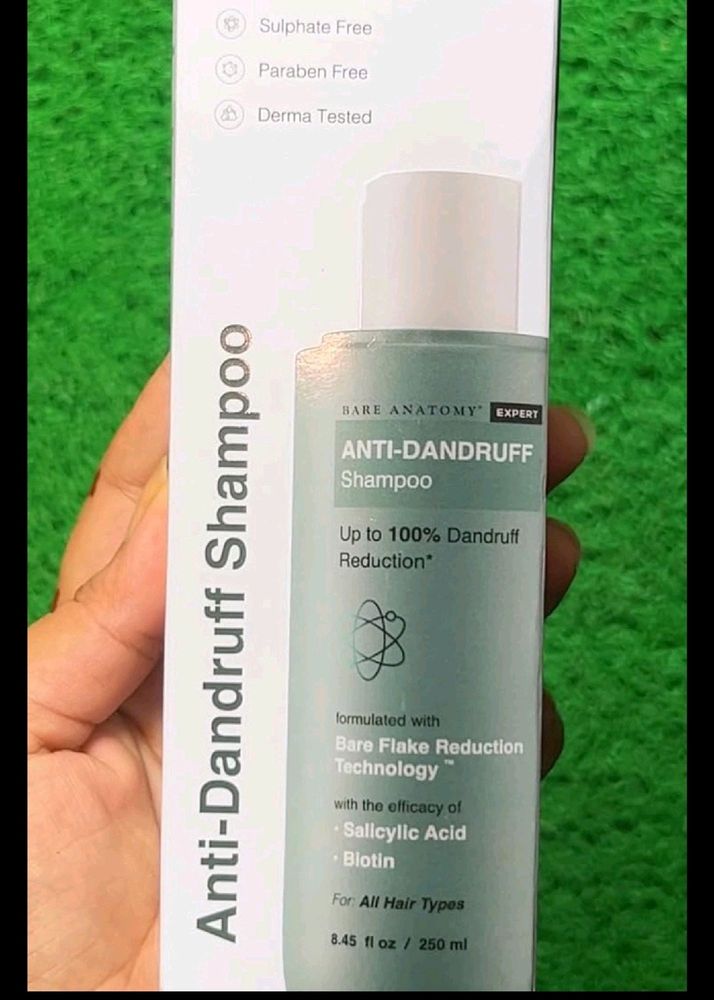 Sulphate Free
Paraben Free
Derma Tested
Anti-Dandruff Shampoo
BARE ANATOMY® EXPERT
ANTI-DANDRUFF
Shampoo
Up to 100% Dandruff
Reduction*
formulated with
Bare Flake Reduction
Technology™
with the efficacy of
• Salicylic Acid
• Biotin
For: All Hair Types
8.45 fl oz / 250 ml